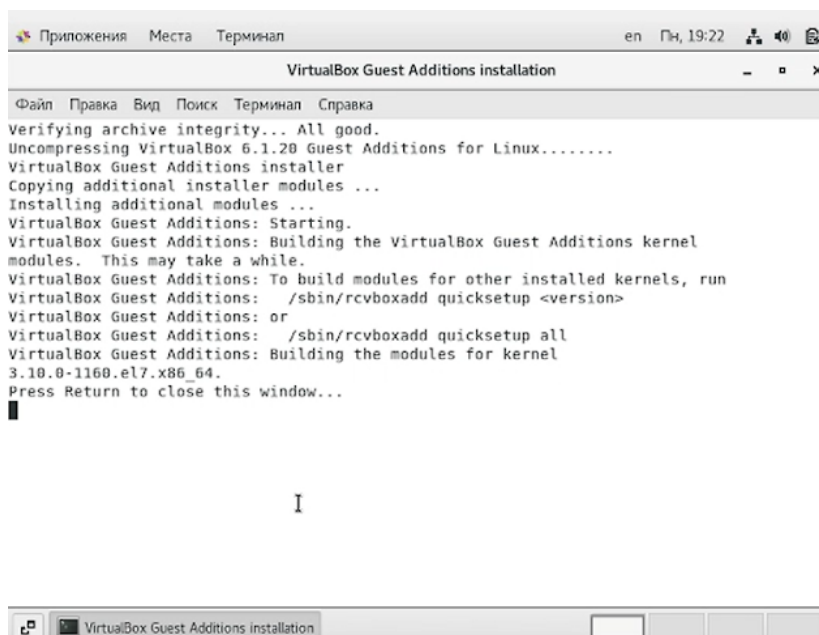 Приложения Места Терминал en Пн, 19:22
VirtualBox Guest Additions installation
Файл Правка Вид Поиск Терминал Справка
Verifying archive integrity... All good.
Uncompressing VirtualBox 6.1.20 Guest Additions for Linux........
VirtualBox Guest Additions installer
Copying additional installer modules ...
Installing additional modules ...
VirtualBox Guest Additions: Starting.
VirtualBox Guest Additions: Building the VirtualBox Guest Additions kernel
modules.  This may take a while.
VirtualBox Guest Additions: To build modules for other installed kernels, run
VirtualBox Guest Additions:   /sbin/rcvboxadd quicksetup <version>
VirtualBox Guest Additions: or
VirtualBox Guest Additions:   /sbin/rcvboxadd quicksetup all
VirtualBox Guest Additions: Building the modules for kernel
3.10.0-1160.el7.x86_64.
Press Return to close this window...
VirtualBox Guest Additions installation